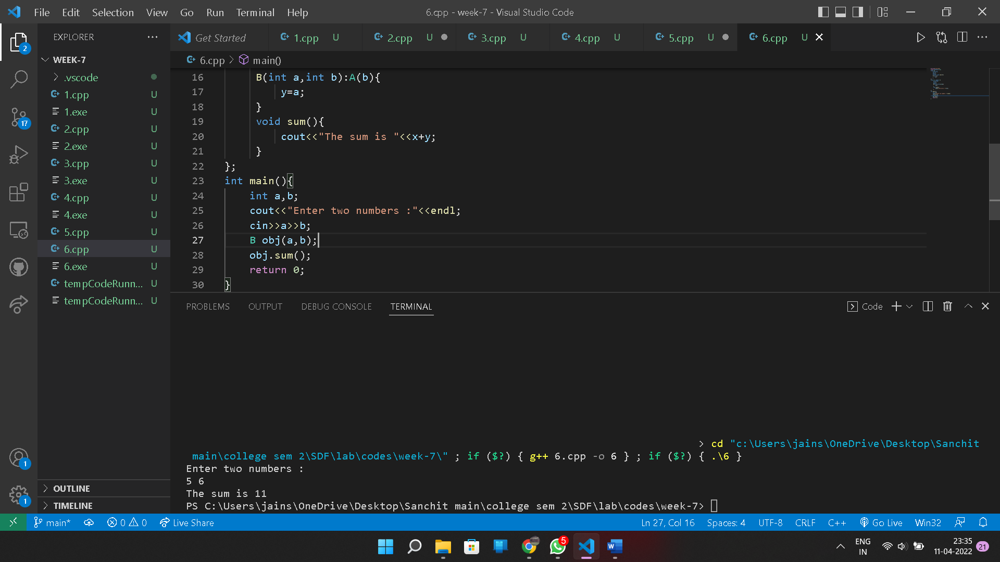 File Edit Selection View Go Run Terminal Help
6.cpp - week-7 - Visual Studio Code
EXPLORER
Get Started
1.cpp U
2.cpp U
3.cpp U
4.cpp U
5.cpp U
6.cpp U
6.cpp > main()
WEEK-7
.vscode
1.cpp U
1.exe U
2.cpp U
2.exe U
3.cpp U
3.exe U
4.cpp U
4.exe U
5.cpp U
6.cpp U
6.exe U
tempCodeRunn... U
tempCodeRunn... U
OUTLINE
TIMELINE
2
17
1
1
16 B(int a,int b):A(b){
17 y=a;
18 }
19 void sum(){
20 cout<<"The sum is "<<x+y;
21 }
22 };
23 int main(){
24 int a,b;
25 cout<<"Enter two numbers :"<<endl;
26 cin>>a>>b;
27 B obj(a,b);
28 obj.sum();
29 return 0;
30 }
PROBLEMS OUTPUT DEBUG CONSOLE TERMINAL
Code
> cd "c:\Users\jains\OneDrive\Desktop\Sanchit
main\college sem 2\SDF\lab\codes\week-7\" ; if ($?) { g++ 6.cpp -o 6 } ; if ($?) { .\6 }
Enter two numbers :
5 6
The sum is 11
PS C:\Users\jains\OneDrive\Desktop\Sanchit main\college sem 2\SDF\lab\codes\week-7>
main* 0 0 Live Share
Ln 27, Col 16 Spaces: 4 UTF-8 CRLF C++ Go Live Win32
5
W
ENG
IN
23:35
11-04-2022
21